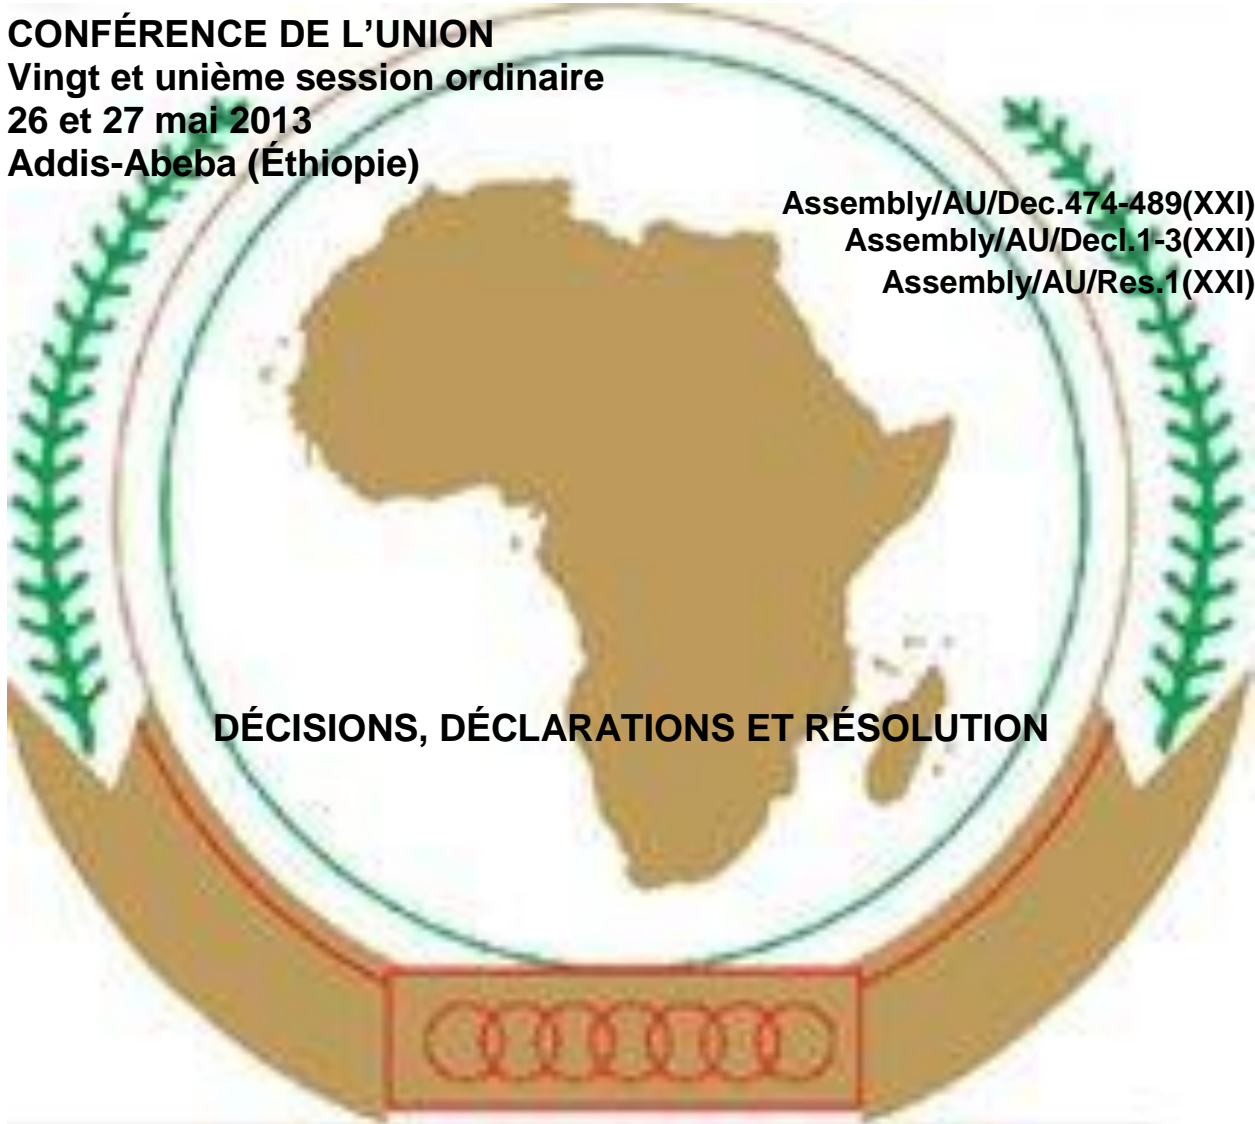 CONFÉRENCE DE L’UNION
Vingt et unième session ordinaire
26 et 27 mai 2013
Addis-Abeba (Éthiopie)
Assembly/AU/Dec.474-489(XXI)
Assembly/AU/Decl.1-3(XXI)
Assembly/AU/Res.1(XXI)
DÉCISIONS, DÉCLARATIONS ET RÉSOLUTION